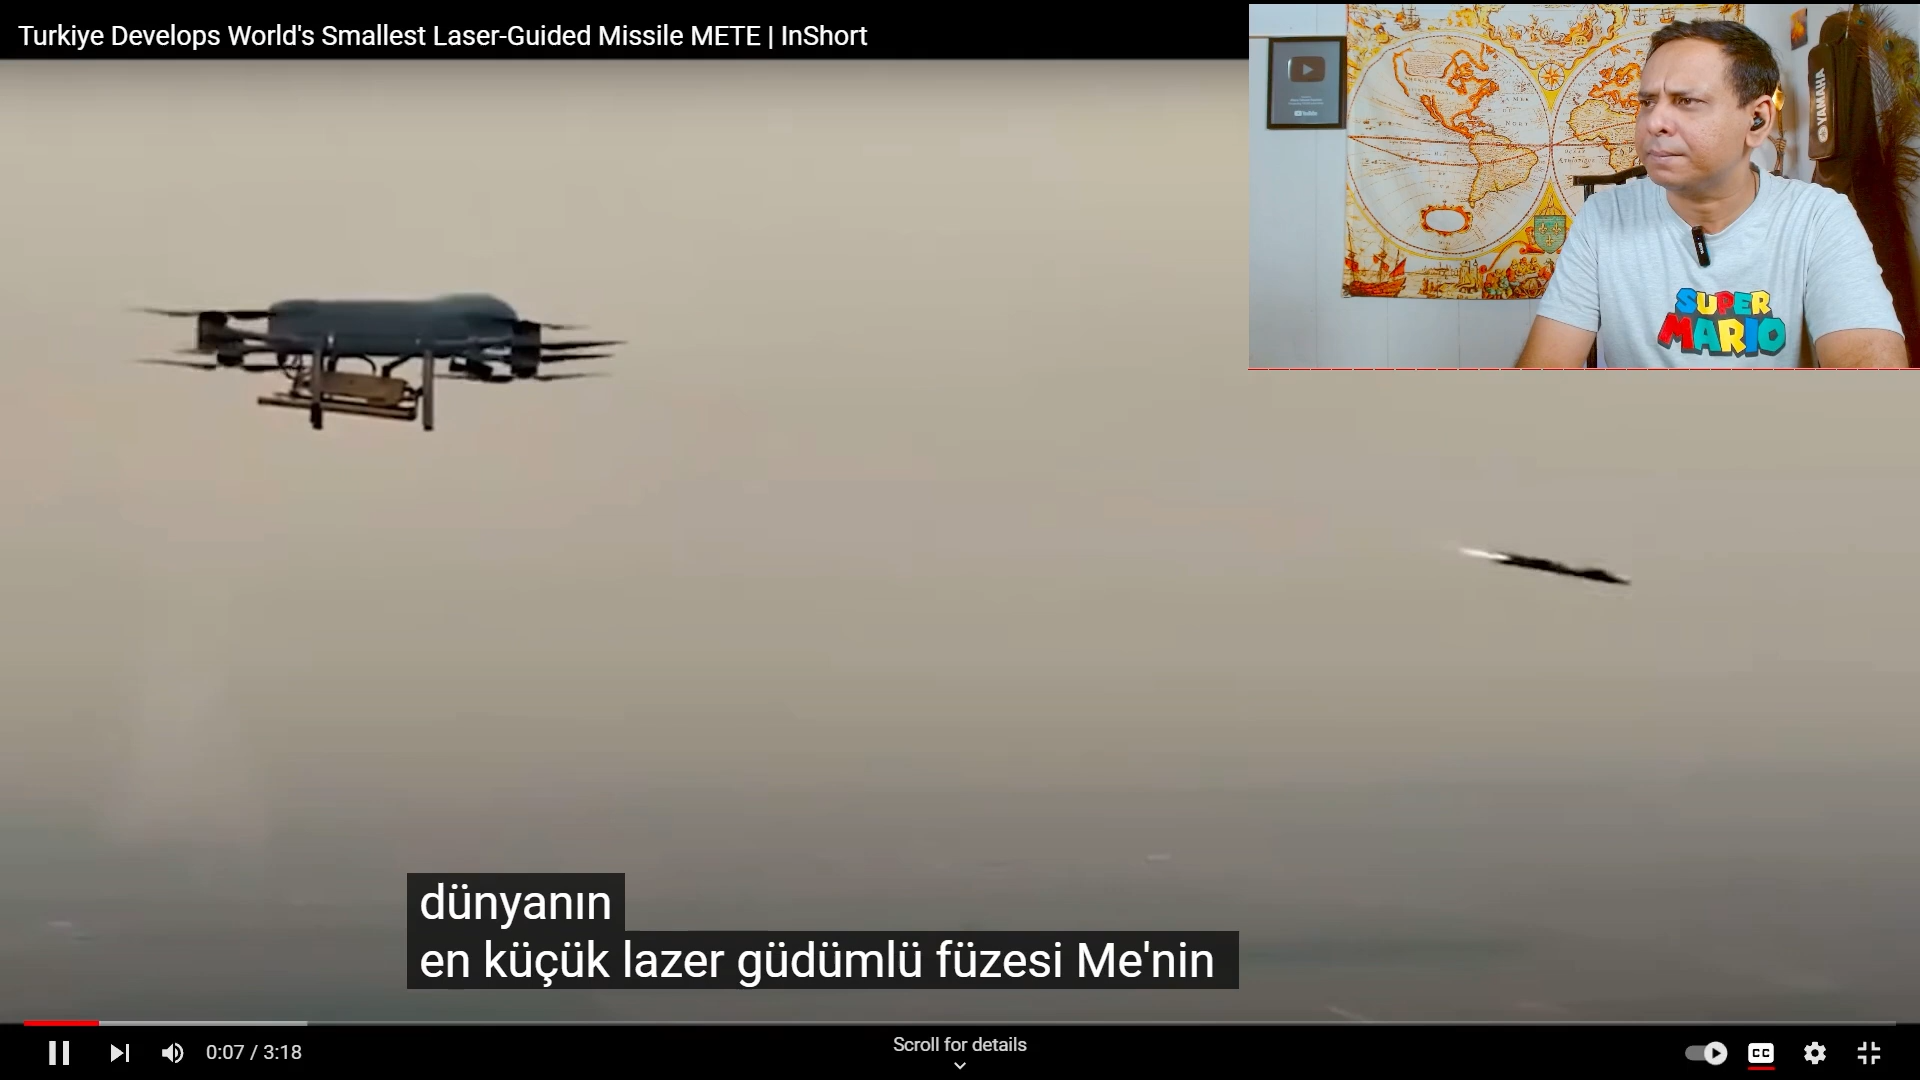 Turkiye Develops World's Smallest Laser-Guided Missile METE | InShort
YAMAHA
SUPER
MARIO
dünyanın
en küçük lazer güdümlü füzesi Me'nin
0:07 / 3:18
Scroll for details
CC